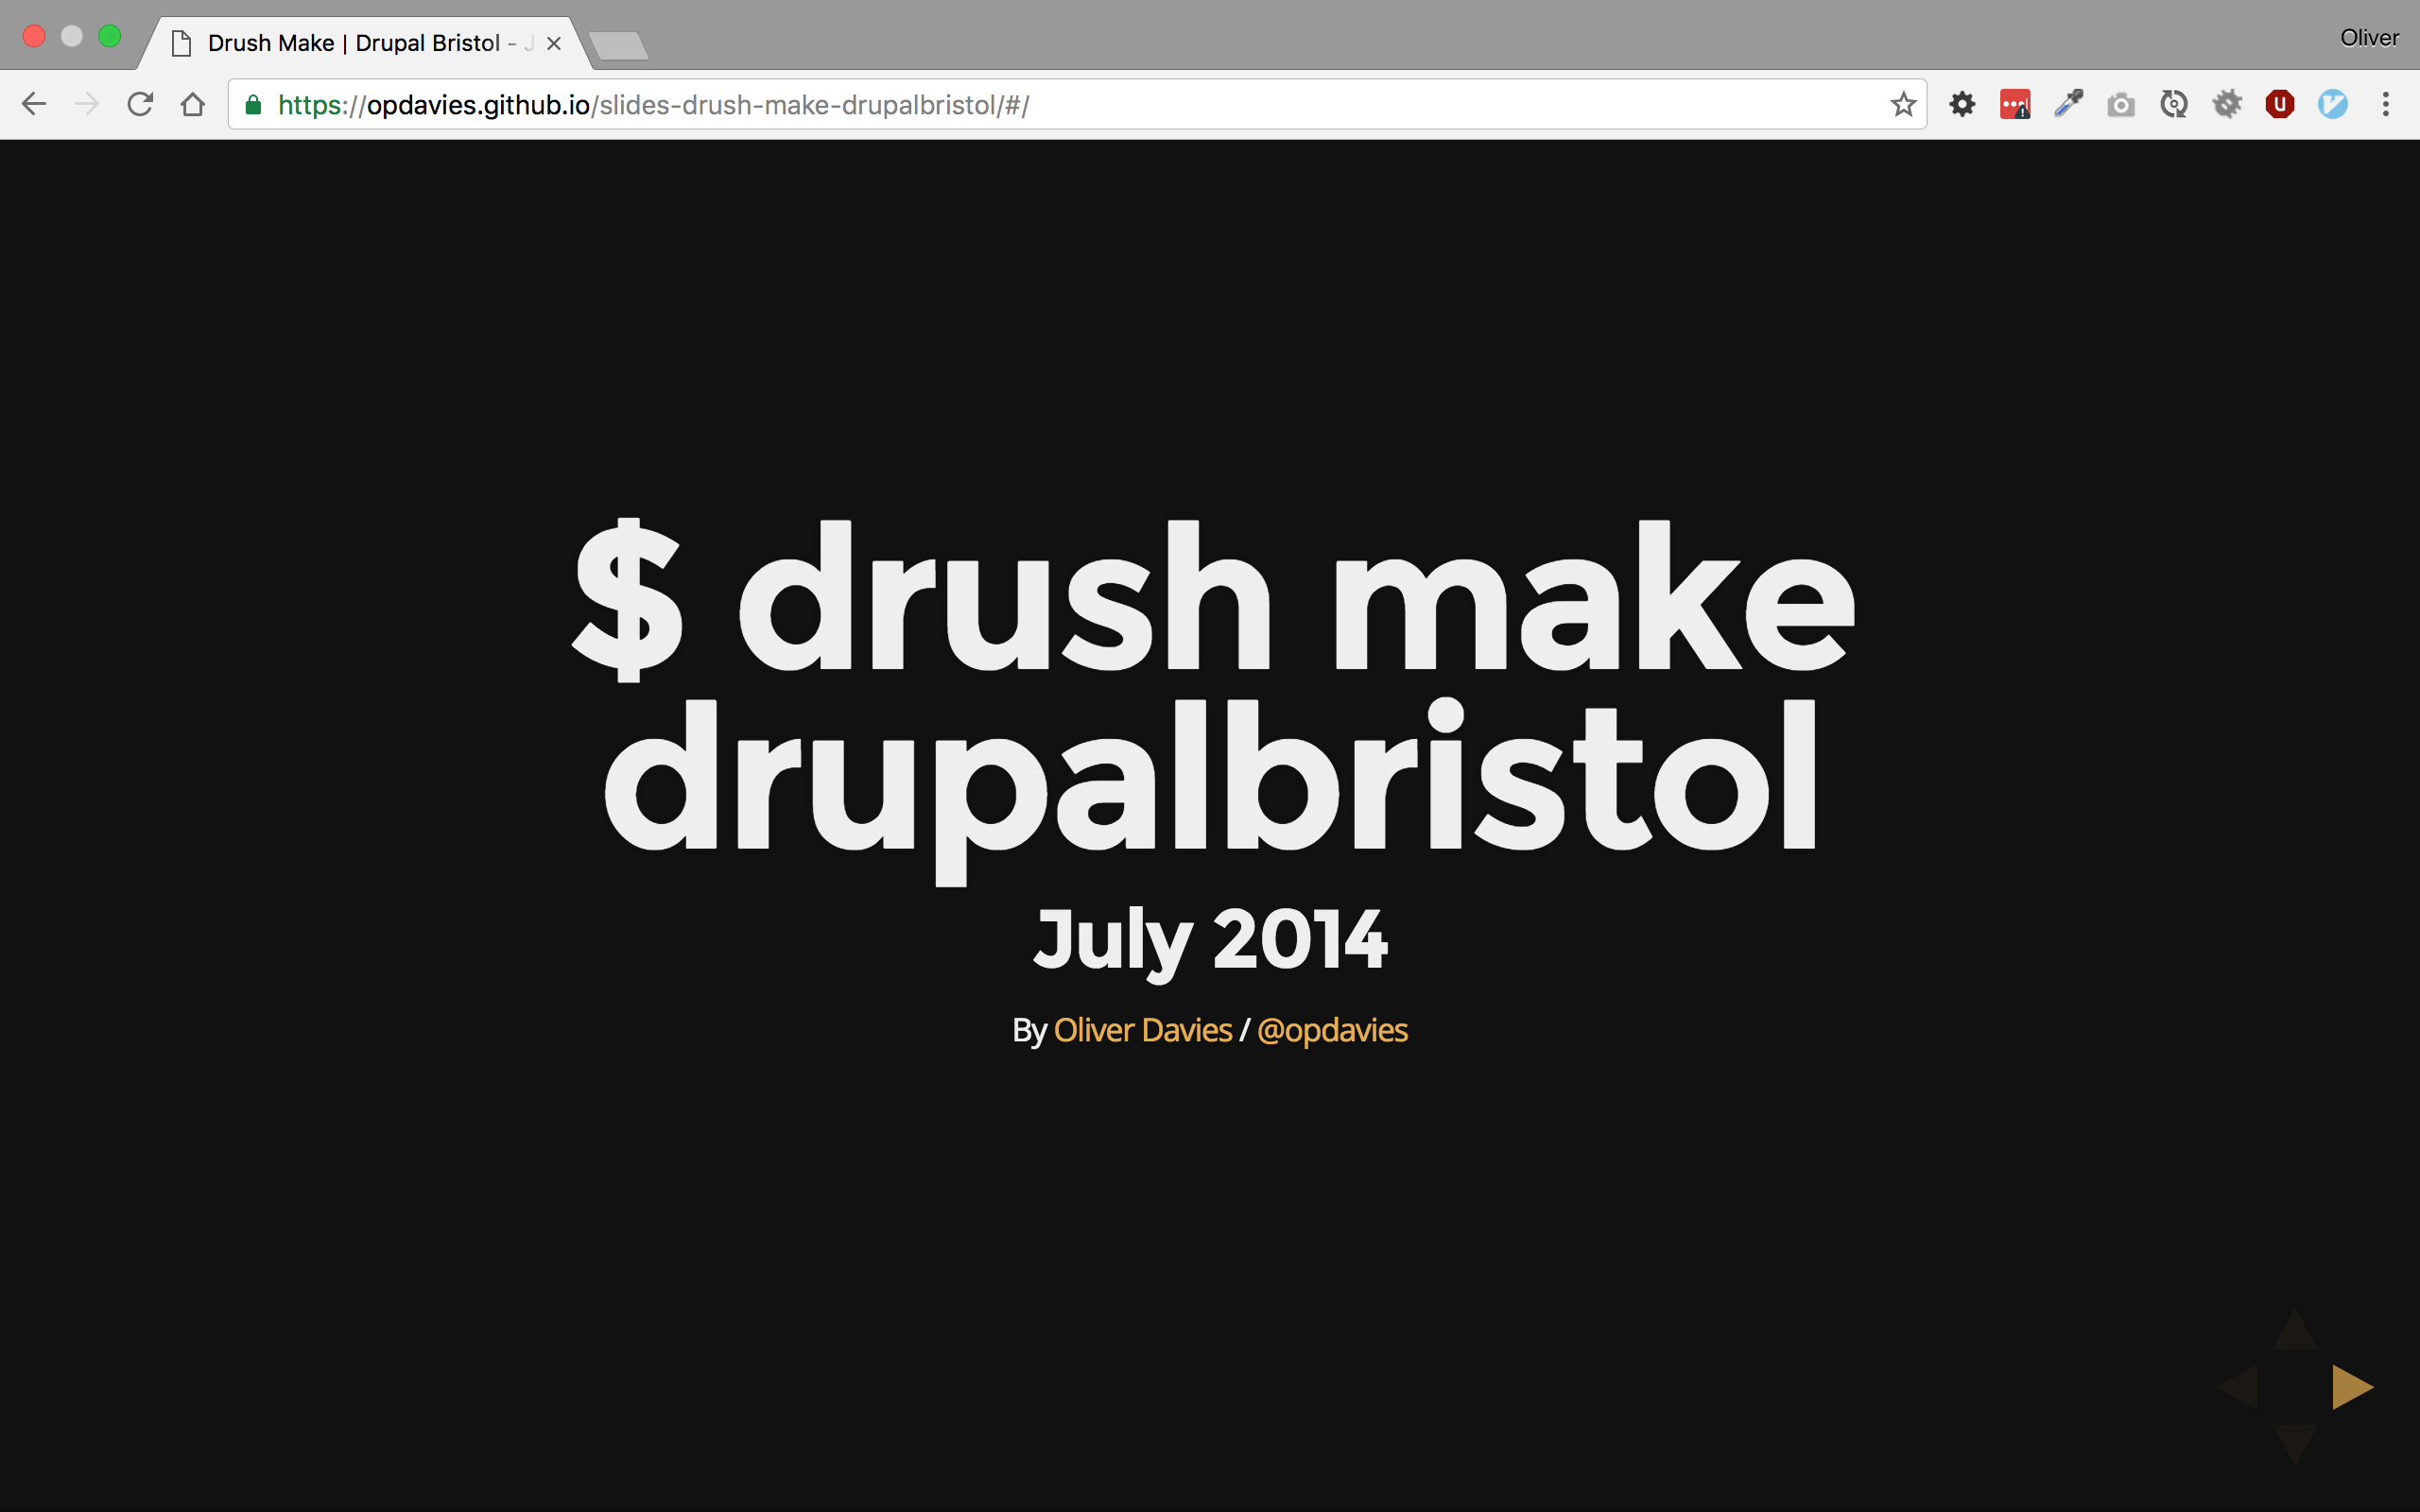 Drush Make | Drupal Bristol - J
Oliver
https://opdavies.github.io/slides-drush-make-drupalbristol/#/
$ drush make
drupalbristol
July 2014
By Oliver Davies / @opdavies